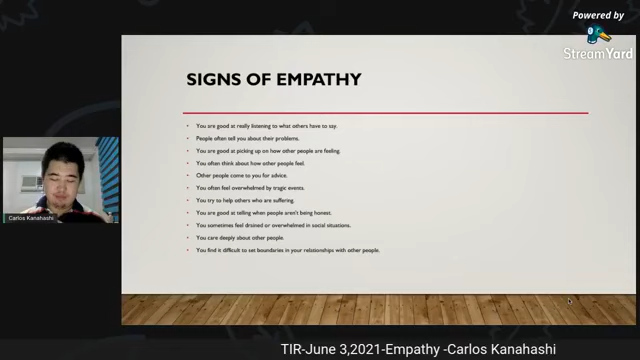 Powered by
StreamYard
SIGNS OF EMPATHY
• You are good at really listening to what others have to say.
• People often tell you about their problems.
• You are good at picking up on how other people are feeling.
• You often think about how other people feel.
• Other people come to you for advice.
• You often feel overwhelmed by tragic events.
• You try to help others who are suffering.
• You are good at telling when people aren't being honest.
• You sometimes feel drained or overwhelmed in social situations.
• You care deeply about other people.
• You find it difficult to set boundaries in your relationships with other people.
Carlos Kanahashi
TIR-June 3,2021-Empathy -Carlos Kanahashi